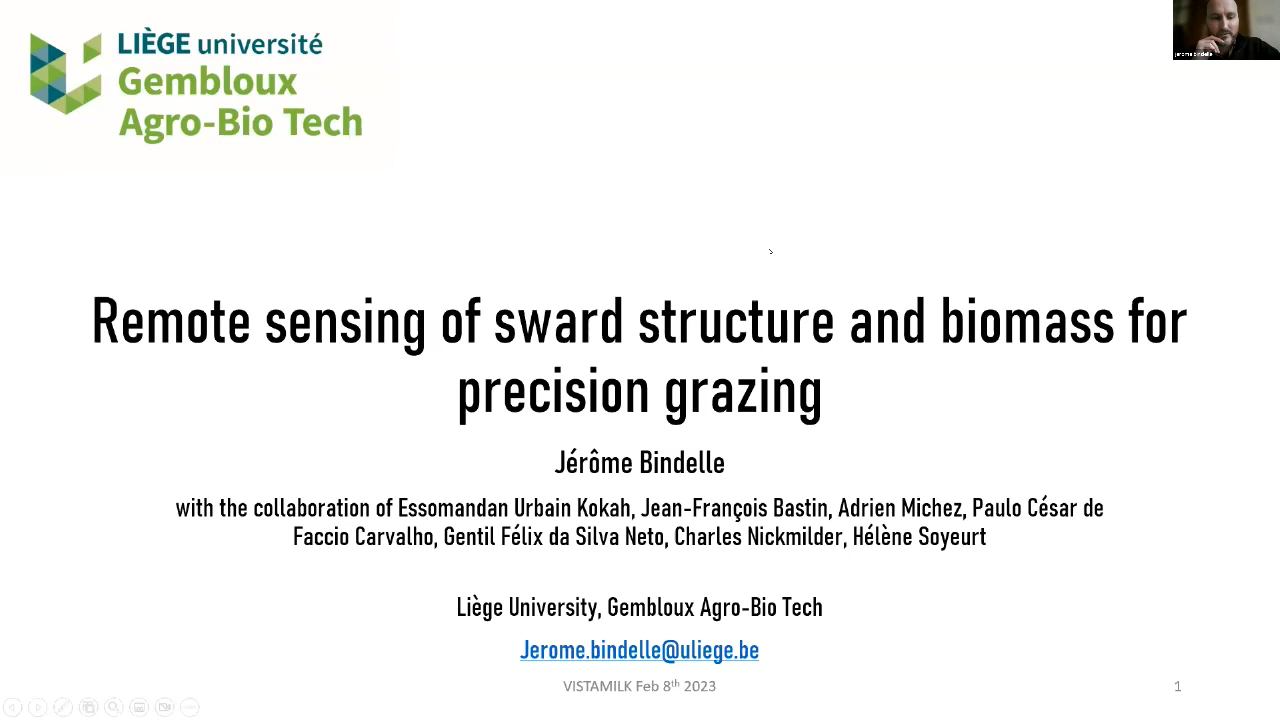 LIÈGE université
Gembloux
Agro-Bio Tech
jerome bindelle
Remote sensing of sward structure and biomass for
precision grazing
Jérôme Bindelle
with the collaboration of Essomandan Urbain Kokah, Jean-François Bastin, Adrien Michez, Paulo César de
Faccio Carvalho, Gentil Félix da Silva Neto, Charles Nickmilder, Hélène Soyeurt
Liège University, Gembloux Agro-Bio Tech
Jerome.bindelle@uliege.be
VISTAMILK Feb 8th 2023
1